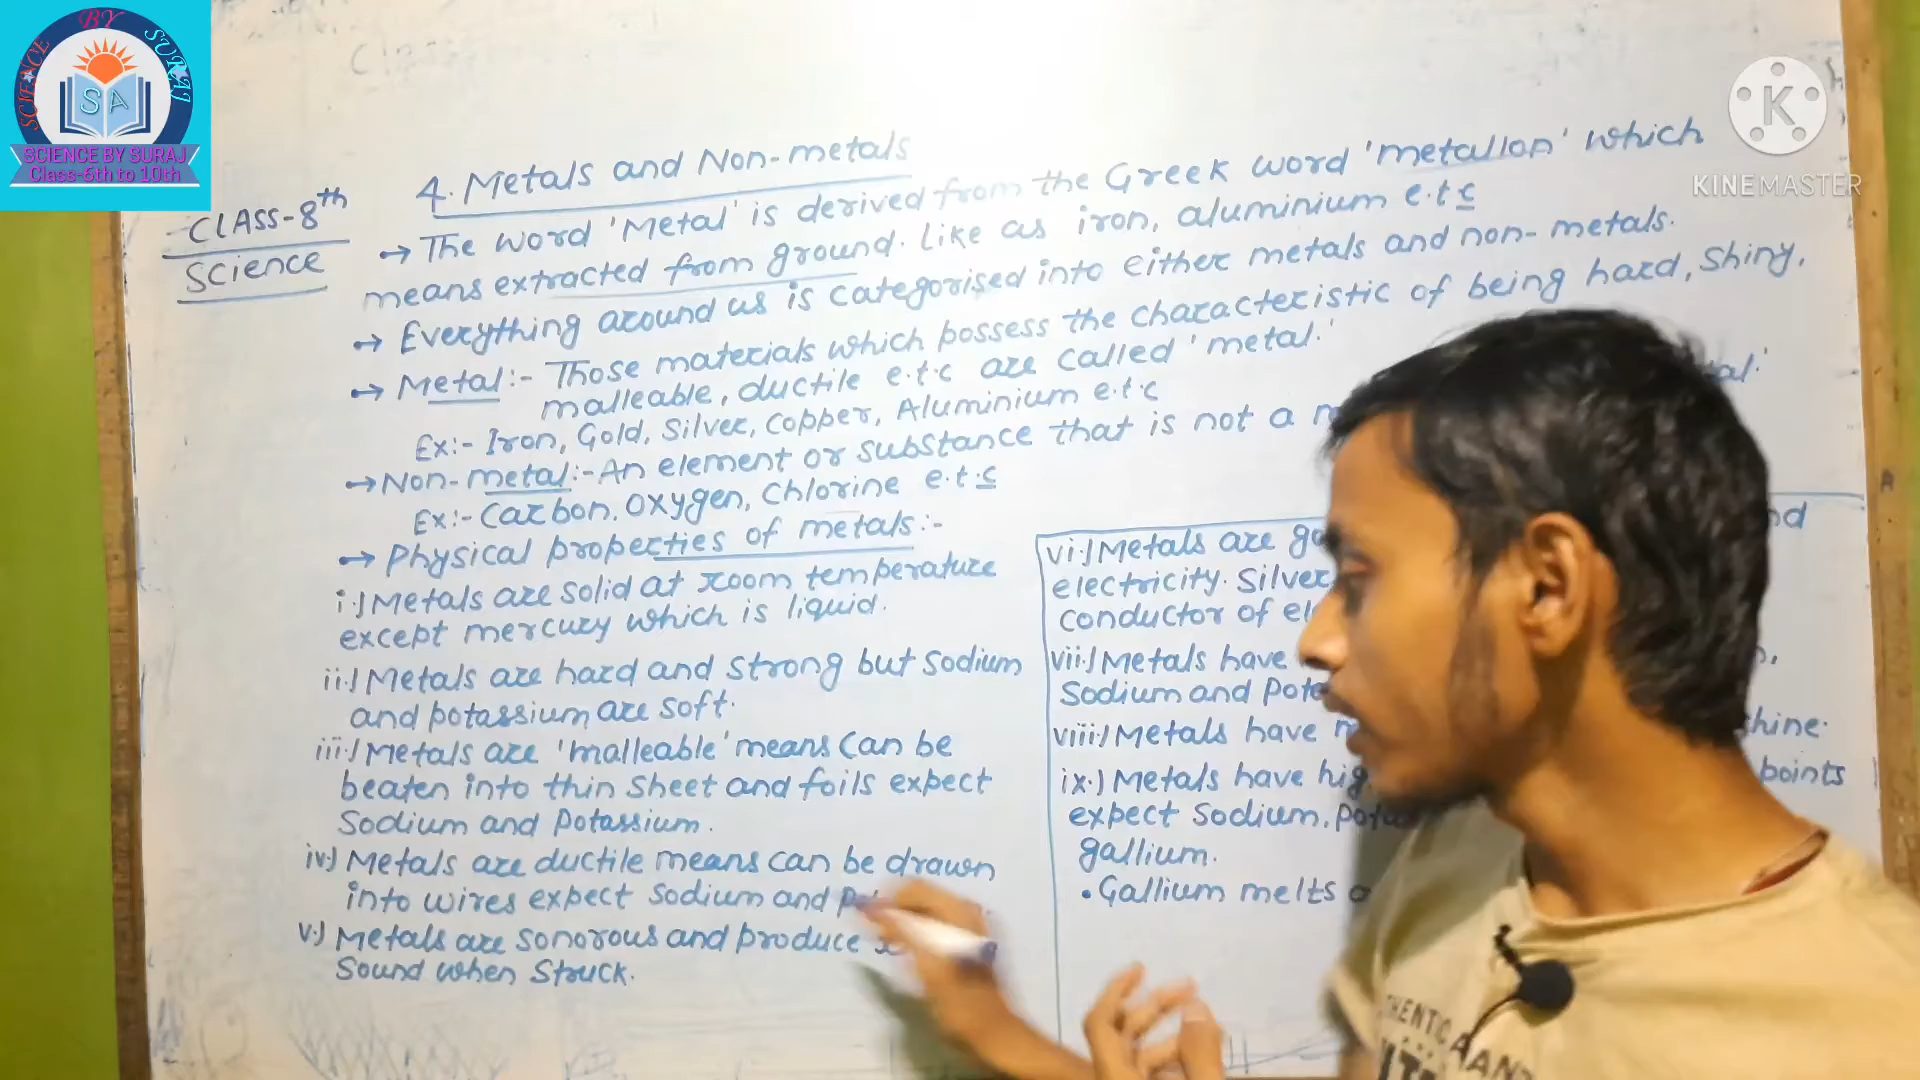 SCIENCE BY SURAJ
SA
SCIENCE BY SURAJ
Class-6th to 10th
K
KINEMASTER
CLASS-8th
Science
4. Metals and Non-metals
→ The word 'Metal' is derived from the Greek word 'metallon' which
means extracted from ground. Like as iron, aluminium e.t.c
→ Everything around us is categorised into either metals and non-metals.
→ Metal:- Those materials which possess the characteristic of being hard, shiny,
malleable, ductile e.t.c are called 'metal.'
Ex:- Iron, Gold, Silver, Copper, Aluminium e.t.c
→ Non-metal:- An element or substance that is not a
Ex:- Carbon, Oxygen, Chlorine e.t.c
→ Physical properties of metals:-
i.) Metals are solid at room temperature
except mercury which is liquid.
ii.) Metals are hard and strong but Sodium
and potassium are soft.
iii.) Metals are 'malleable' means can be
beaten into thin sheet and foils expect
Sodium and Potassium.
iv.) Metals are ductile means can be drawn
into wires expect Sodium and
v.) Metals are sonorous and produce
Sound when Struck.
vi.) Metals are
electricity. Silver
conductor of
vii.) Metals have
Sodium and
viii.) Metals have
shine.
ix.) Metals have
points
expect Sodium,
gallium.
• Gallium melts